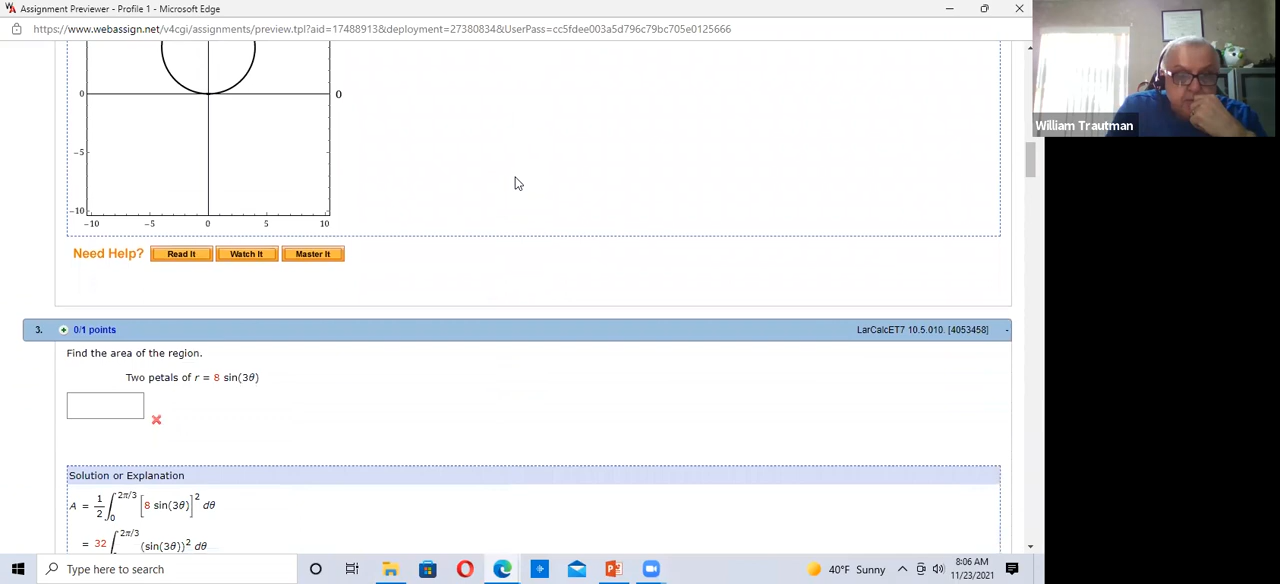 Assignment Previewer - Profile 1 - Microsoft Edge
https://www.webassign.net/v4cgi/assignments/preview.tpl?aid=17488913&deployment=27380834&UserPass=cc5fdee003a5d796c79bc705e0125666
William Trautman
0
0
-5
-10
-10 -5 0 5 10
Need Help? Read It Watch It Master It
3. 0/1 points LarCalcET7 10.5.010. [4053458] -
Find the area of the region.
Two petals of r = 8 sin(3θ)
Solution or Explanation
A = 1/2 ∫₀^(2π/3) [8 sin(3θ)]² dθ
= 32 ∫^(2π/3) (sin(3θ))² dθ
Type here to search
40°F Sunny
8:06 AM
11/23/2021